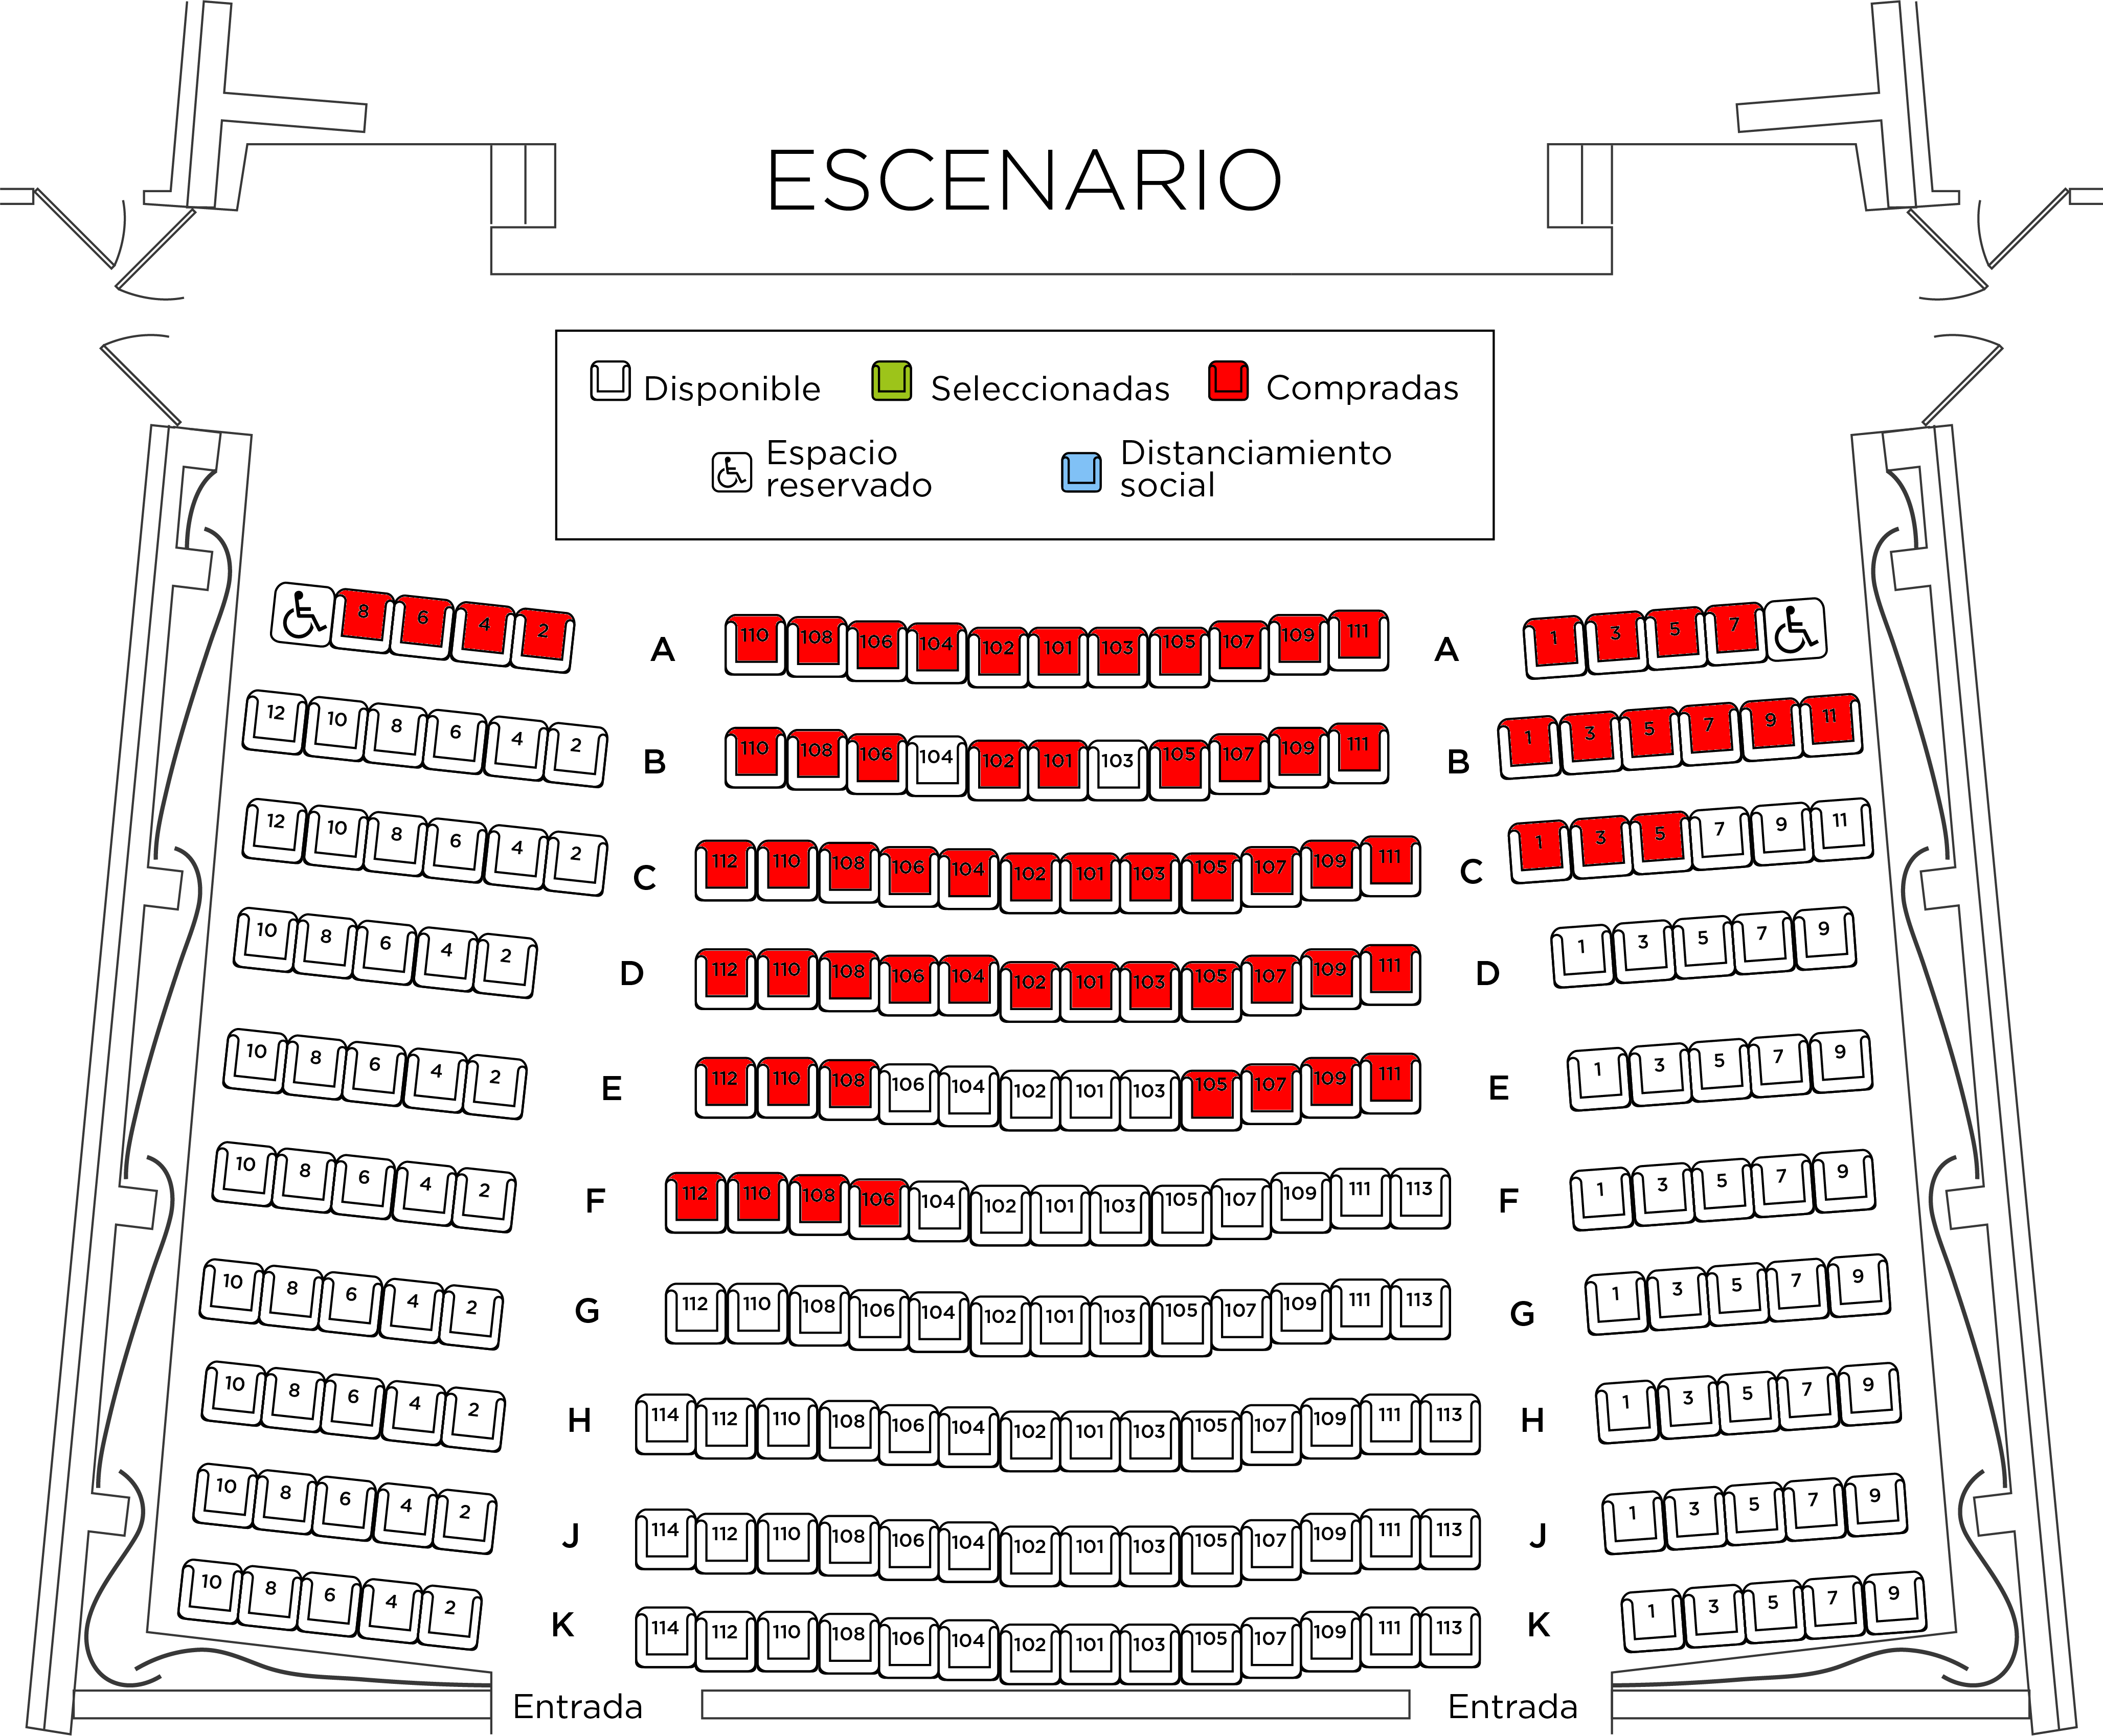 ESCENARIO
Disponible Seleccionadas Compradas
Espacio reservado Distanciamiento social
8 6 4 2 A 110 108 106 104 102 101 103 105 107 109 111 A 1 3 5 7
12 10 8 6 4 2 B 110 108 106 104 102 101 103 105 107 109 111 B 1 3 5 7 9 11
12 10 8 6 4 2 C 112 110 108 106 104 102 101 103 105 107 109 111 C 1 3 5 7 9 11
10 8 6 4 2 D 112 110 108 106 104 102 101 103 105 107 109 111 D 1 3 5 7 9
10 8 6 4 2 E 112 110 108 106 104 102 101 103 105 107 109 111 E 1 3 5 7 9
10 8 6 4 2 F 112 110 108 106 104 102 101 103 105 107 109 111 113 F 1 3 5 7 9
10 8 6 4 2 G 112 110 108 106 104 102 101 103 105 107 109 111 113 G 1 3 5 7 9
10 8 6 4 2 H 114 112 110 108 106 104 102 101 103 105 107 109 111 113 H 1 3 5 7 9
10 8 6 4 2 J 114 112 110 108 106 104 102 101 103 105 107 109 111 113 J 1 3 5 7 9
10 8 6 4 2 K 114 112 110 108 106 104 102 101 103 105 107 109 111 113 K 1 3 5 7 9
Entrada Entrada